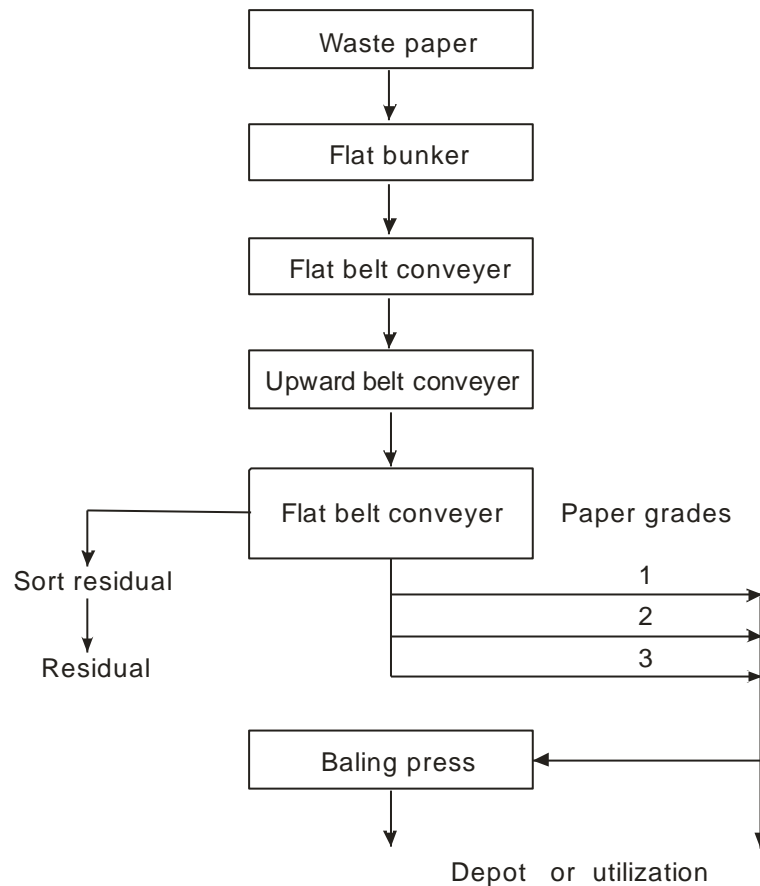 Waste paper
Flat bunker
Flat belt conveyer
Upward belt conveyer
Flat belt conveyer
Paper grades
1
Sort residual
2
3
Residual
Baling press
Depot or utilization